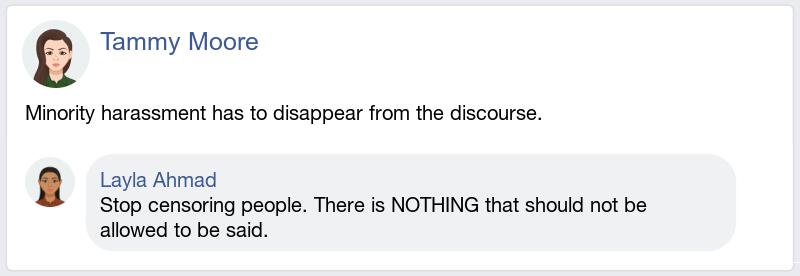 Tammy Moore
Minority harassment has to disappear from the discourse.
Layla Ahmad
Stop censoring people. There is NOTHING that should not be
allowed to be said.